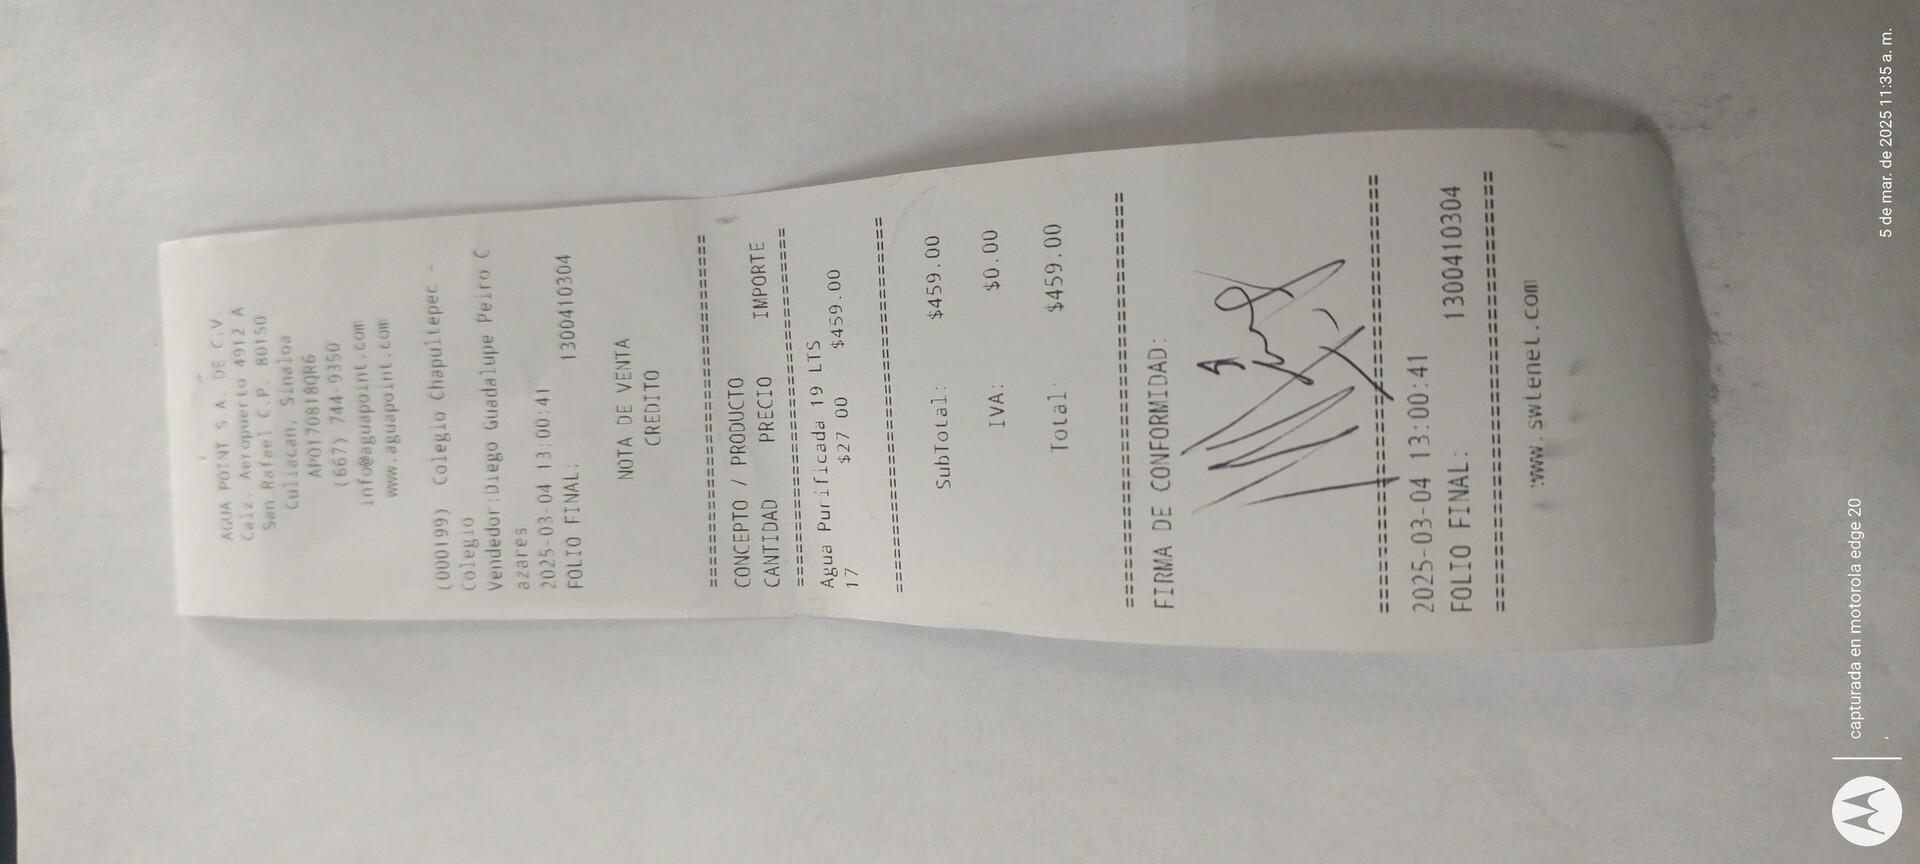 AGUA POINT S.A. DE C.V.
Calz. Aeropuerto 4912 A
San Rafael C.P. 80150
Culiacan, Sinaloa
APO170818QR6
(667) 744-9350
info@aguapoint.com
www.aguapoint.com
(000199) Colegio Chapultepec -
Colegio
Vendedor:Diego Guadalupe Peiro C
azares
2025-03-04 13:00:41
FOLIO FINAL: 1300410304
NOTA DE VENTA
CREDITO
================================
CONCEPTO / PRODUCTO
CANTIDAD PRECIO IMPORTE
================================
Agua Purificada 19 LTS
17 $27.00 $459.00
================================
SubTotal: $459.00
IVA: $0.00
Total: $459.00
================================
FIRMA DE CONFORMIDAD:
================================
2025-03-04 13:00:41
FOLIO FINAL: 1300410304
================================
www.swtenet.com
capturada en motorola edge 20
5 de mar. de 2025 11:35 a. m.